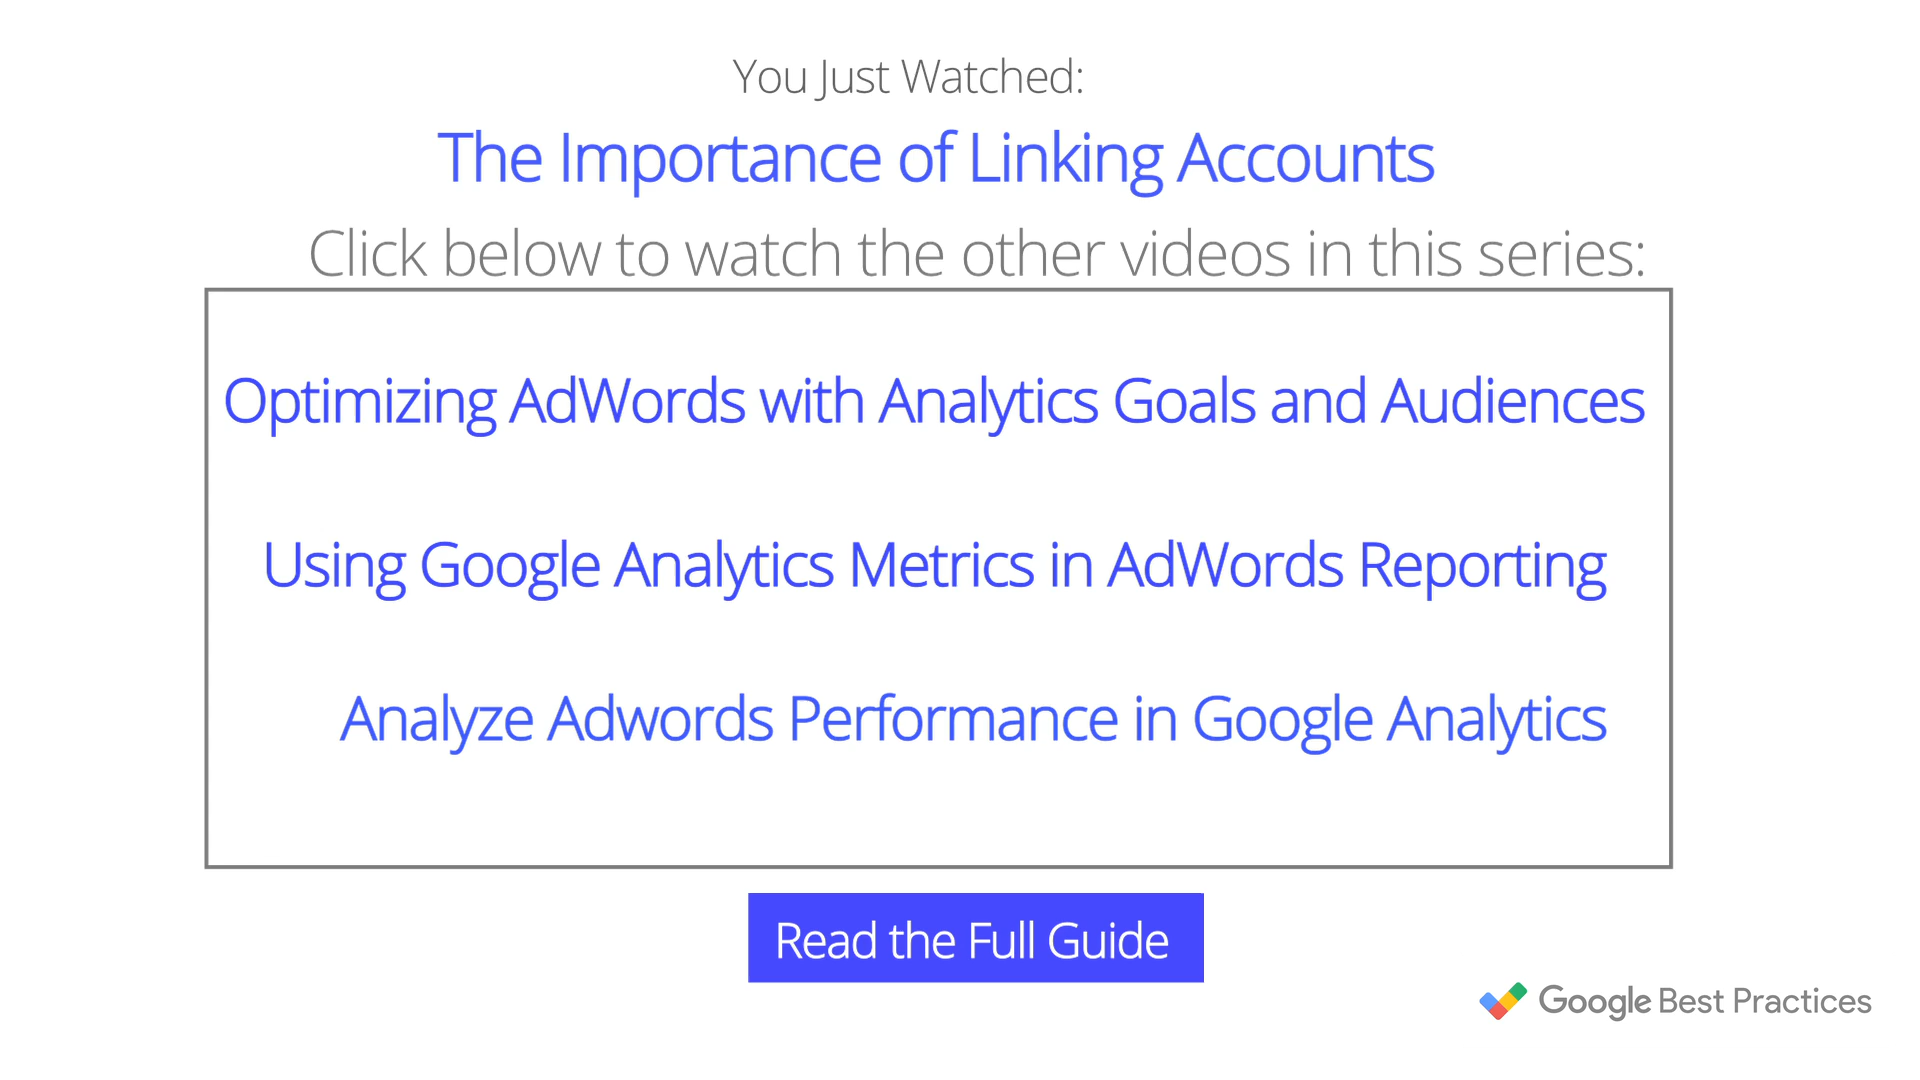 You Just Watched:
The Importance of Linking Accounts
Click below to watch the other videos in this series:
Optimizing AdWords with Analytics Goals and Audiences
Using Google Analytics Metrics in AdWords Reporting
Analyze Adwords Performance in Google Analytics
Read the Full Guide
Google Best Practices